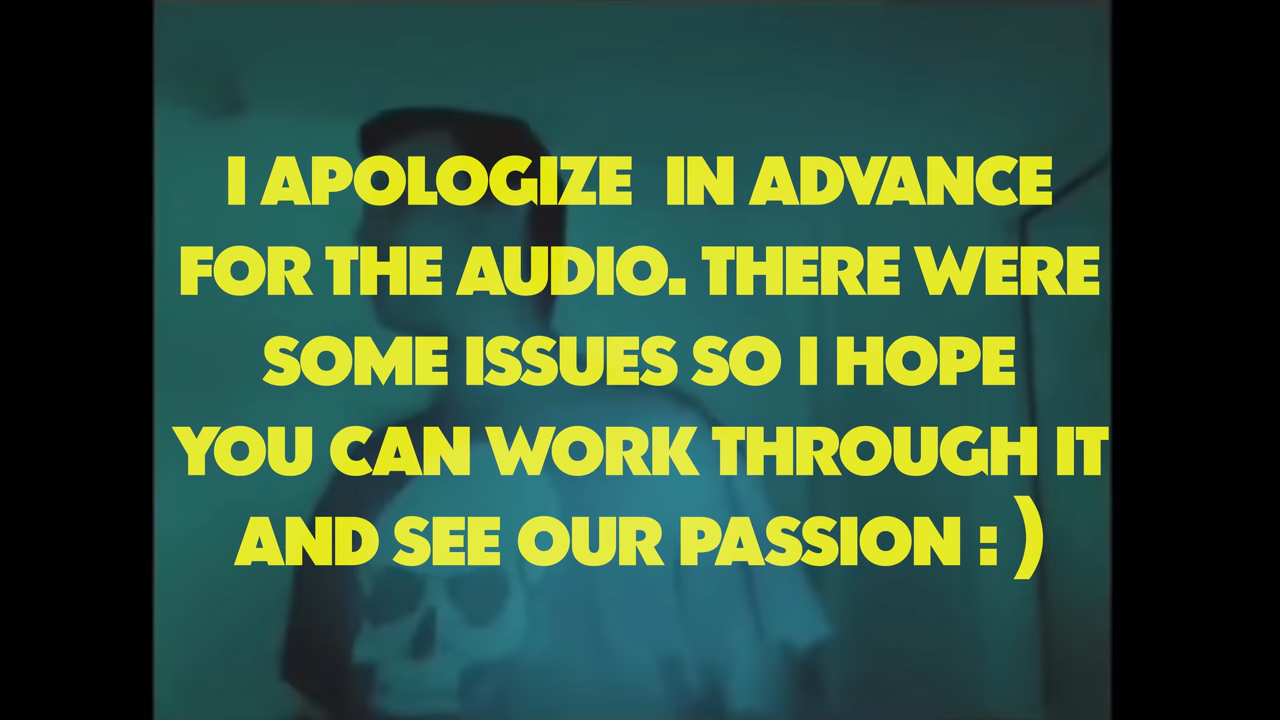 I APOLOGIZE  IN ADVANCE
FOR THE AUDIO. THERE WERE
SOME ISSUES SO I HOPE
YOU CAN WORK THROUGH IT
AND SEE OUR PASSION : )